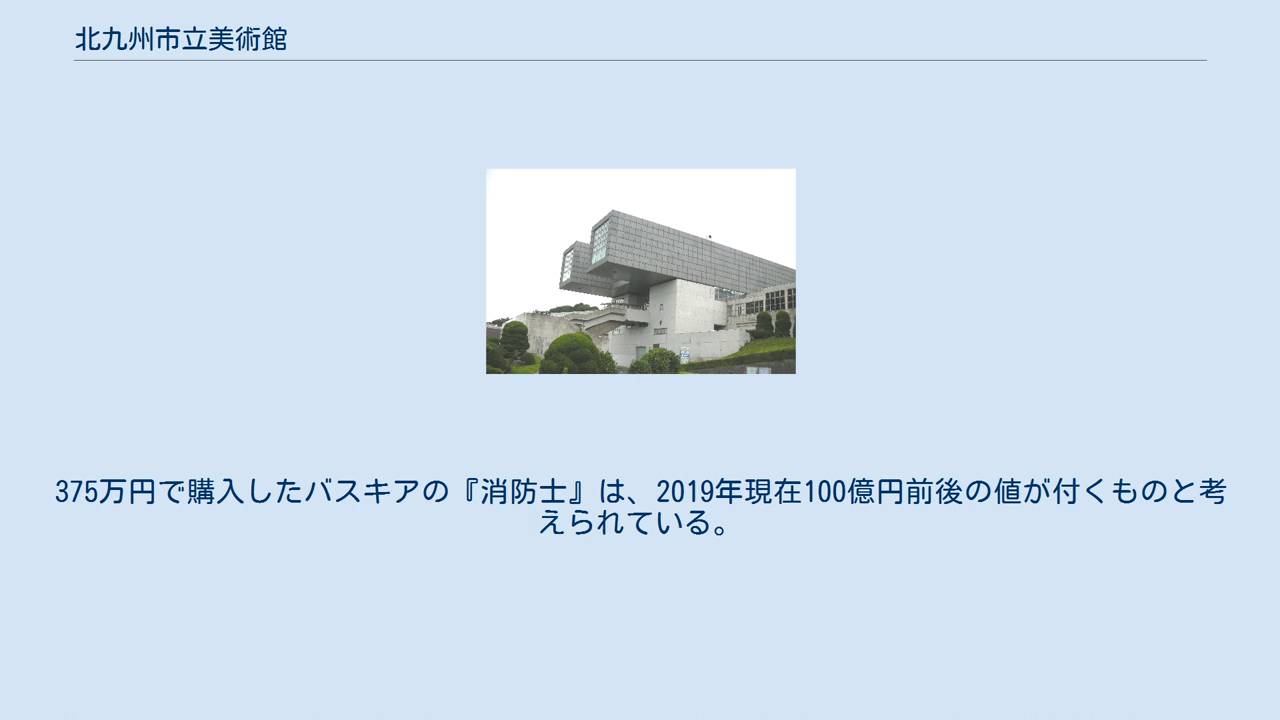 北九州市立美術館
375万円で購入したバスキアの『消防士』は、2019年現在100億円前後の値が付くものと考
えられている。